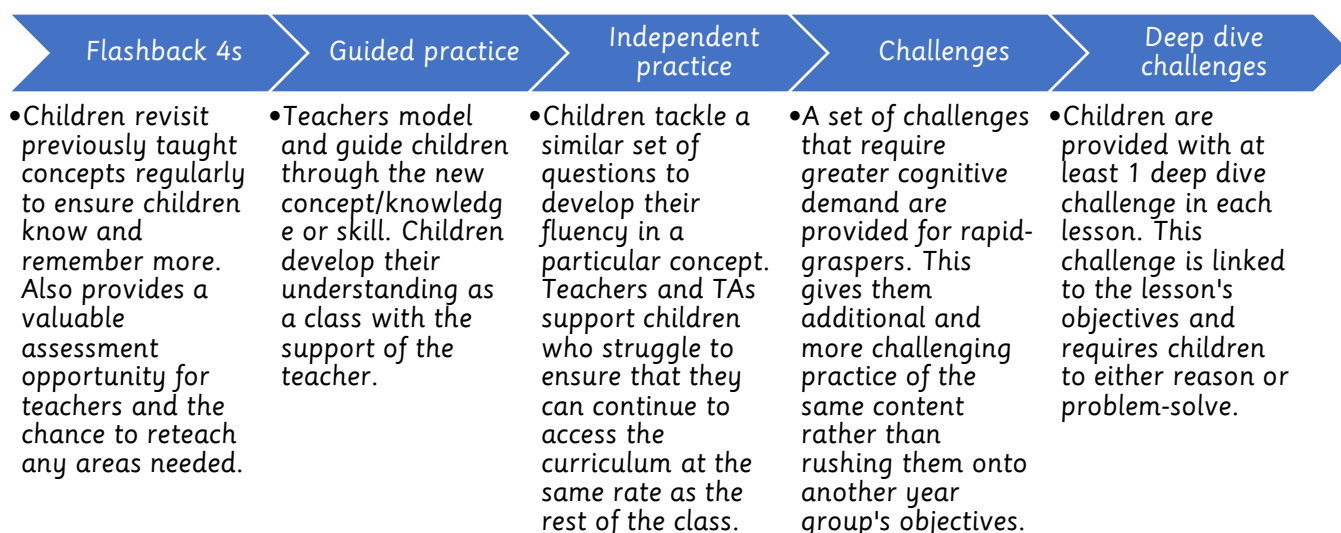 Flashback 4s
Guided practice
Independent
practice
Challenges
Deep dive
challenges
•Children revisit
previously taught
concepts regularly
to ensure children
know and
remember more.
Also provides a
valuable
assessment
opportunity for
teachers and the
chance to reteach
any areas needed.
•Teachers model
and guide children
through the new
concept/knowledg
e or skill. Children
develop their
understanding as
a class with the
support of the
teacher.
•Children tackle a
similar set of
questions to
develop their
fluency in a
particular concept.
Teachers and TAs
support children
who struggle to
ensure that they
can continue to
access the
curriculum at the
same rate as the
rest of the class.
•A set of challenges
that require
greater cognitive
demand are
provided for rapid-
graspers. This
gives them
additional and
more challenging
practice of the
same content
rather than
rushing them onto
another year
group's objectives.
•Children are
provided with at
least 1 deep dive
challenge in each
lesson. This
challenge is linked
to the lesson's
objectives and
requires children
to either reason or
problem-solve.